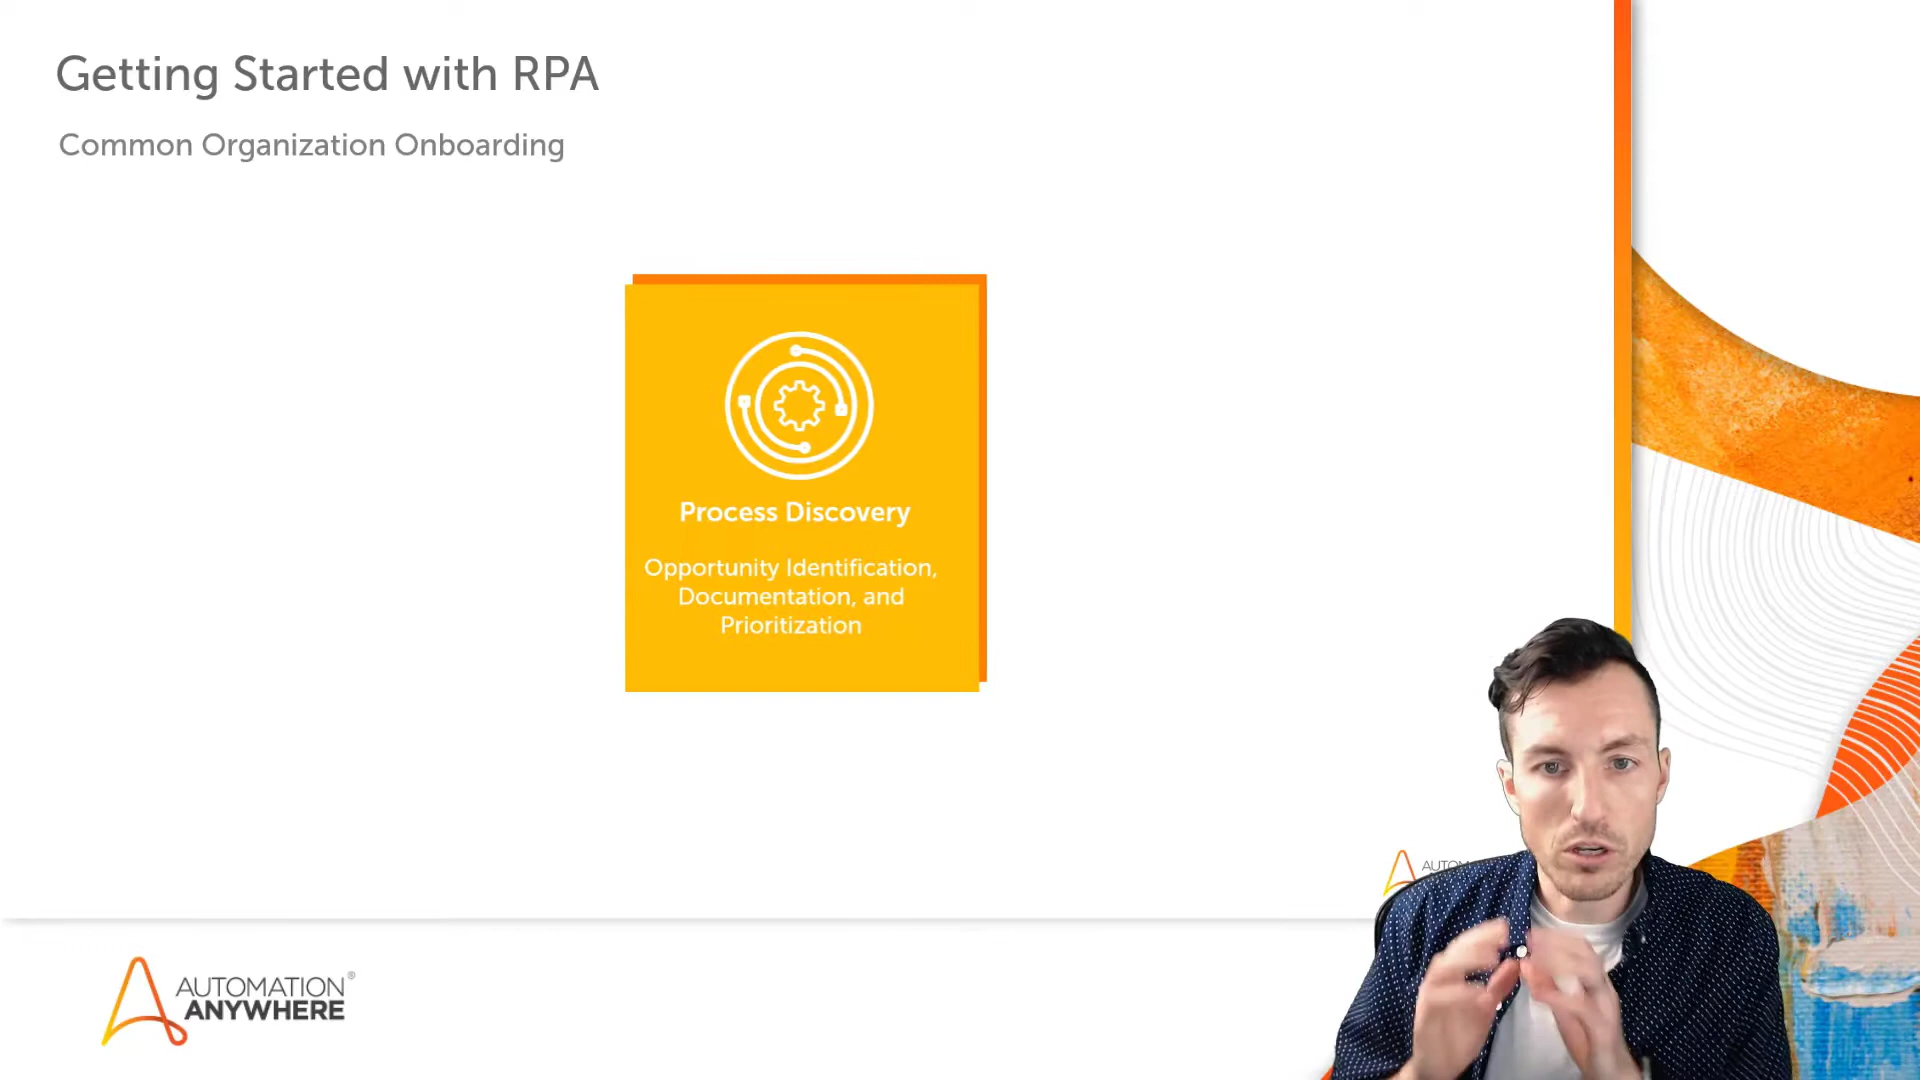 Getting Started with RPA
Common Organization Onboarding
Process Discovery
Opportunity Identification,
Documentation, and
Prioritization
AUTOMATION®
ANYWHERE